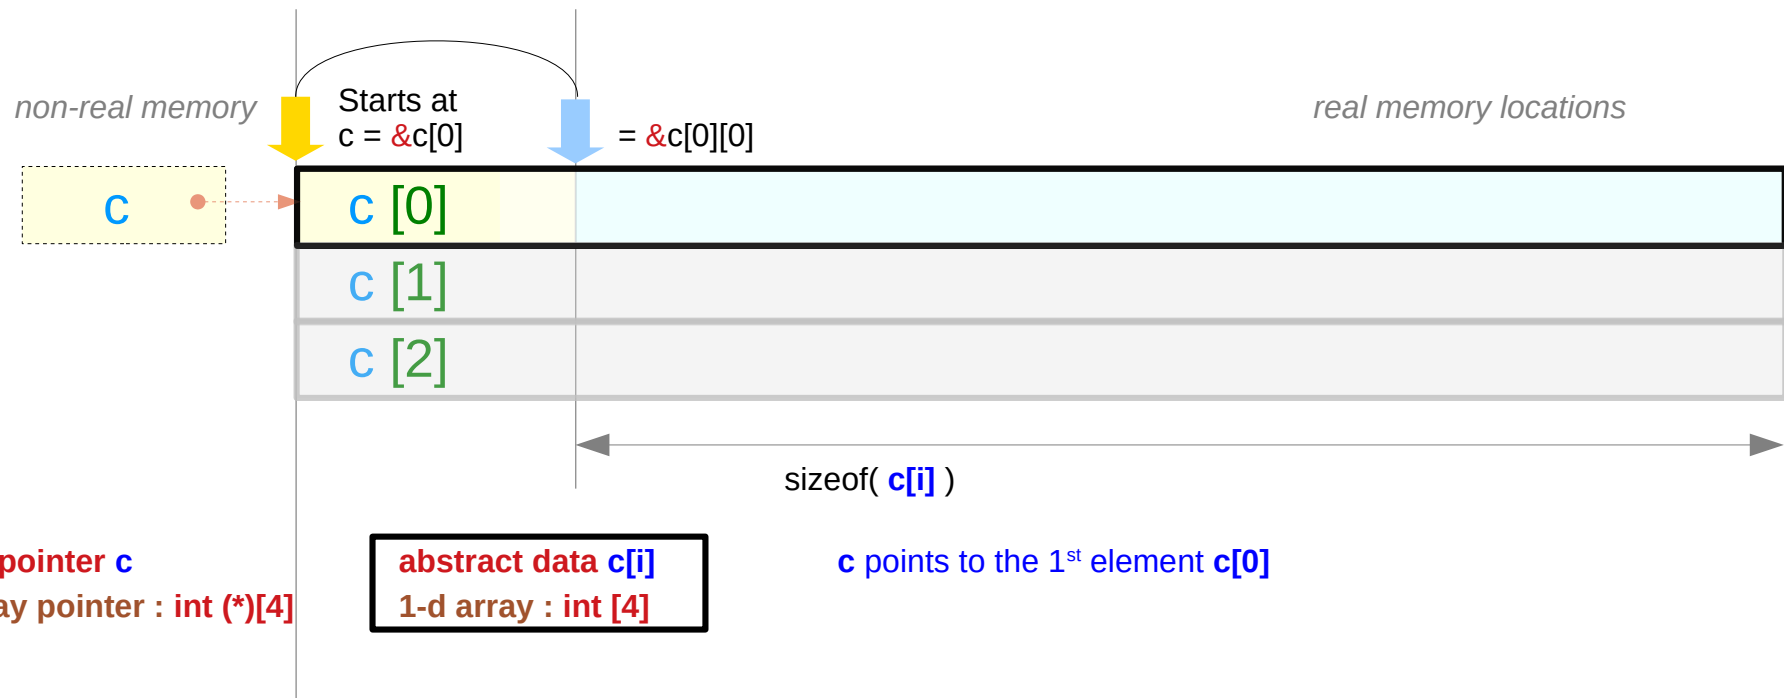 non-real memory
Starts at
c = &c[0]
= &c[0][0]
real memory locations
c
c [0]
c [1]
c [2]
sizeof( c[i] )
pointer c
abstract data c[i]
c points to the 1st element c[0]
pointer : int (*)[4]
1-d array : int [4]